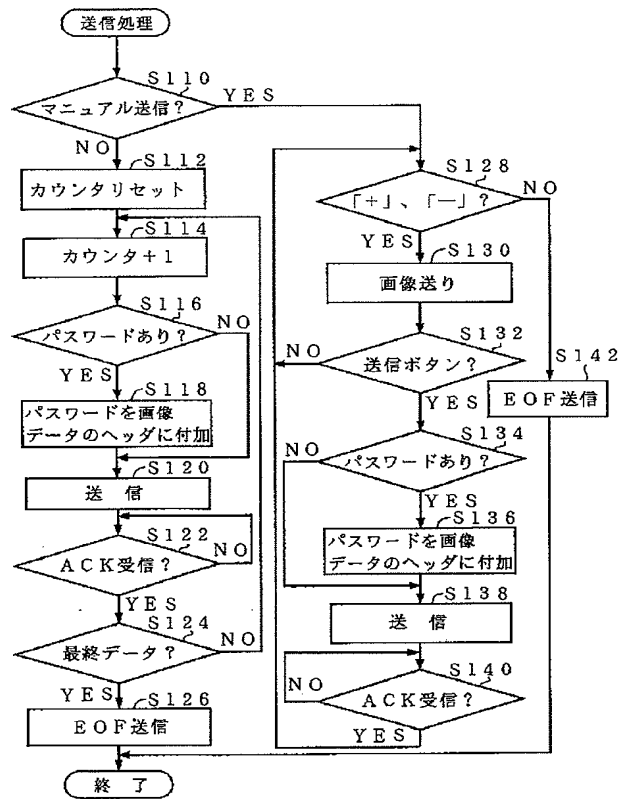 送信処理
S110
マニュアル送信?
YES
NO
S112
カウンタリセット
S114
カウンタ+1
S116
パスワードあり?
NO
YES
S118
パスワードを画像
データのヘッダに付加
S120
送 信
S122
ACK受信?
NO
YES
S124
最終データ?
NO
YES
S126
EOF送信
終 了
S128
「+」、「−」?
NO
YES
S130
画像送り
S132
送信ボタン?
NO
YES
S134
パスワードあり?
NO
YES
S136
パスワードを画像
データのヘッダに付加
S138
送 信
S140
ACK受信?
NO
YES
S142
EOF送信